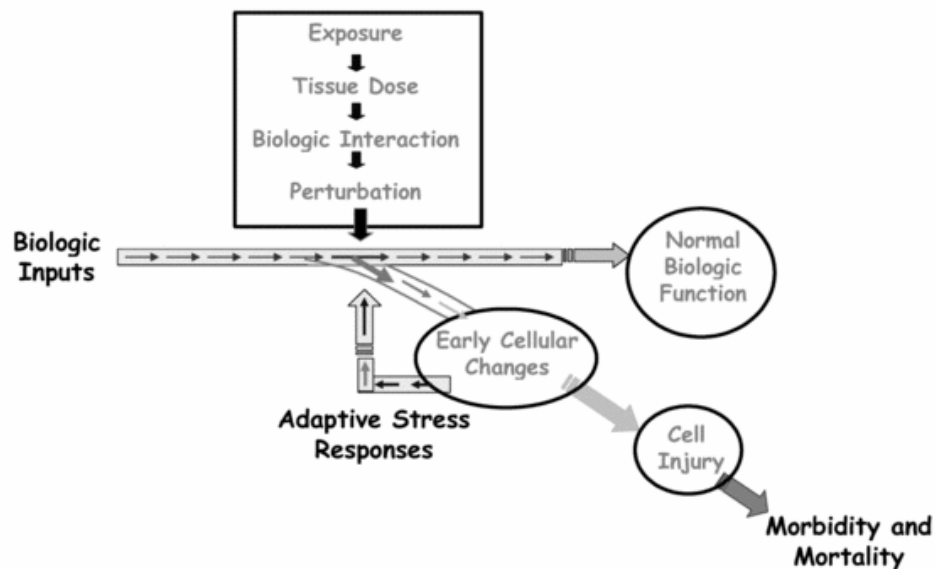 Exposure
Tissue Dose
Biologic Interaction
Perturbation
Biologic
Inputs
Normal
Biologic
Function
Early Cellular
Changes
Adaptive Stress
Responses
Cell
Injury
Morbidity and
Mortality